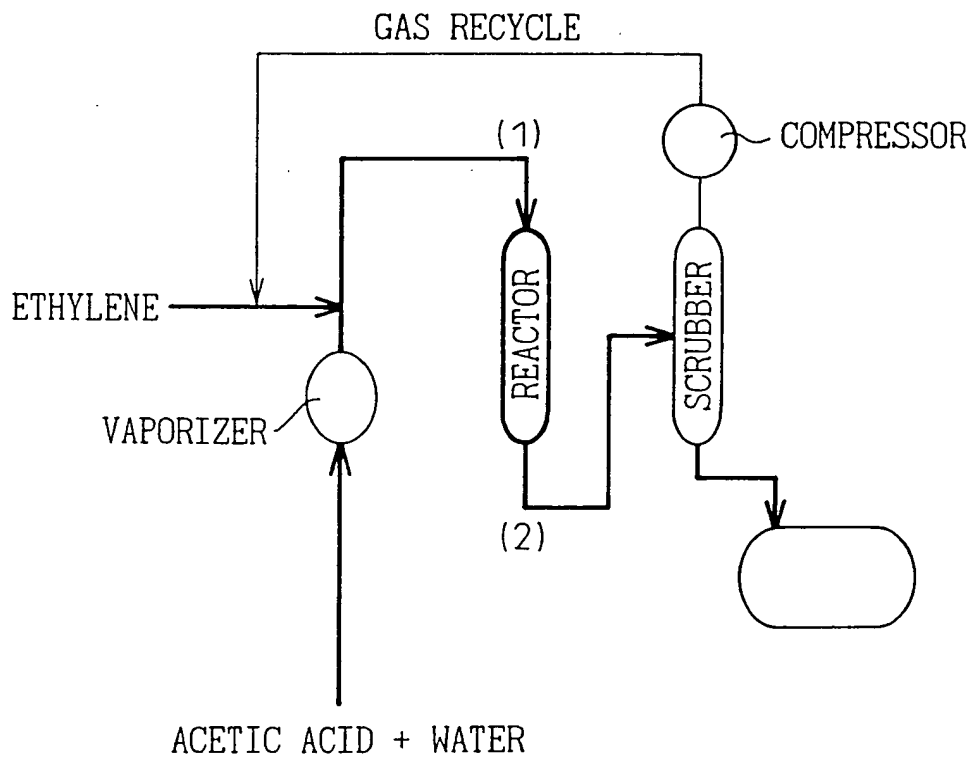 GAS RECYCLE
(1)
COMPRESSOR
ETHYLENE
REACTOR
SCRUBBER
VAPORIZER
(2)
ACETIC ACID + WATER